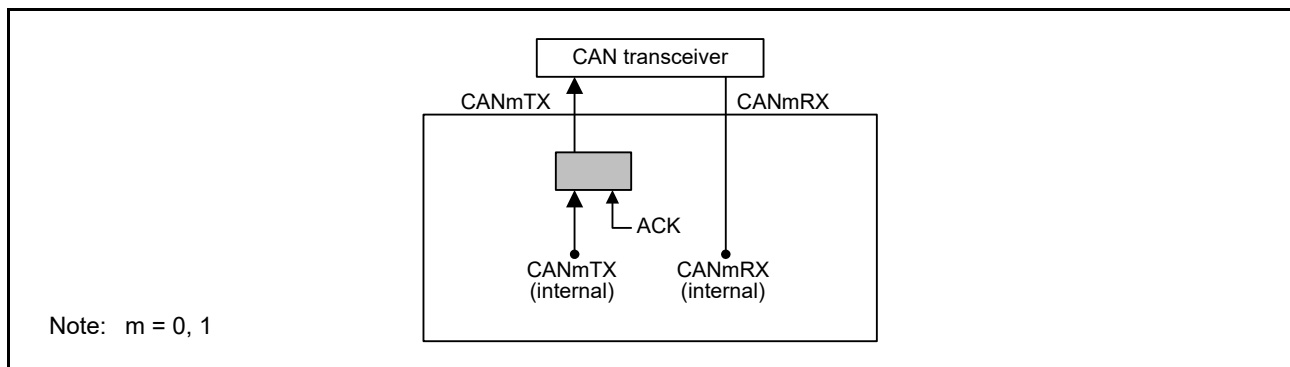 CAN transceiver
CANmTX
CANmRX
ACK
CANmTX
(internal)
CANmRX
(internal)
Note: m = 0, 1